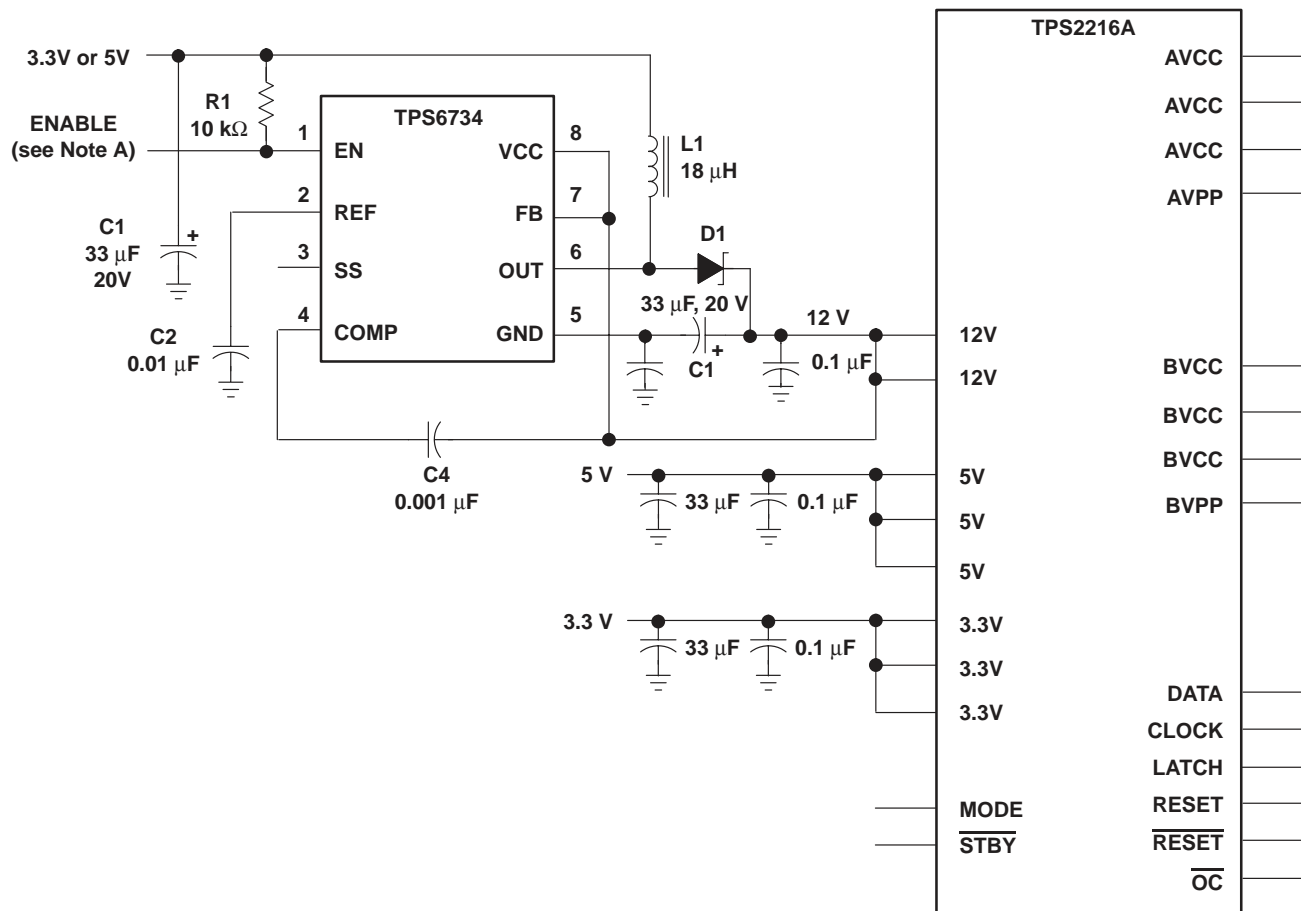 TPS2216A
3.3V or 5V
R1
10 kΩ
ENABLE
(see Note A)
C1
33 μF
20V
+
C2
0.01 μF
TPS6734
1
EN
2
REF
3
SS
4
COMP
8
VCC
7
FB
6
OUT
5
GND
L1
18 μH
D1
33 μF, 20 V
+
C1
12 V
0.1 μF
C4
0.001 μF
5 V
33 μF
0.1 μF
3.3 V
33 μF
0.1 μF
12V
12V
5V
5V
5V
3.3V
3.3V
3.3V
MODE
S̅T̅B̅Y̅
AVCC
AVCC
AVCC
AVPP
BVCC
BVCC
BVCC
BVPP
DATA
CLOCK
LATCH
RESET
R̅E̅S̅E̅T̅
O̅C̅